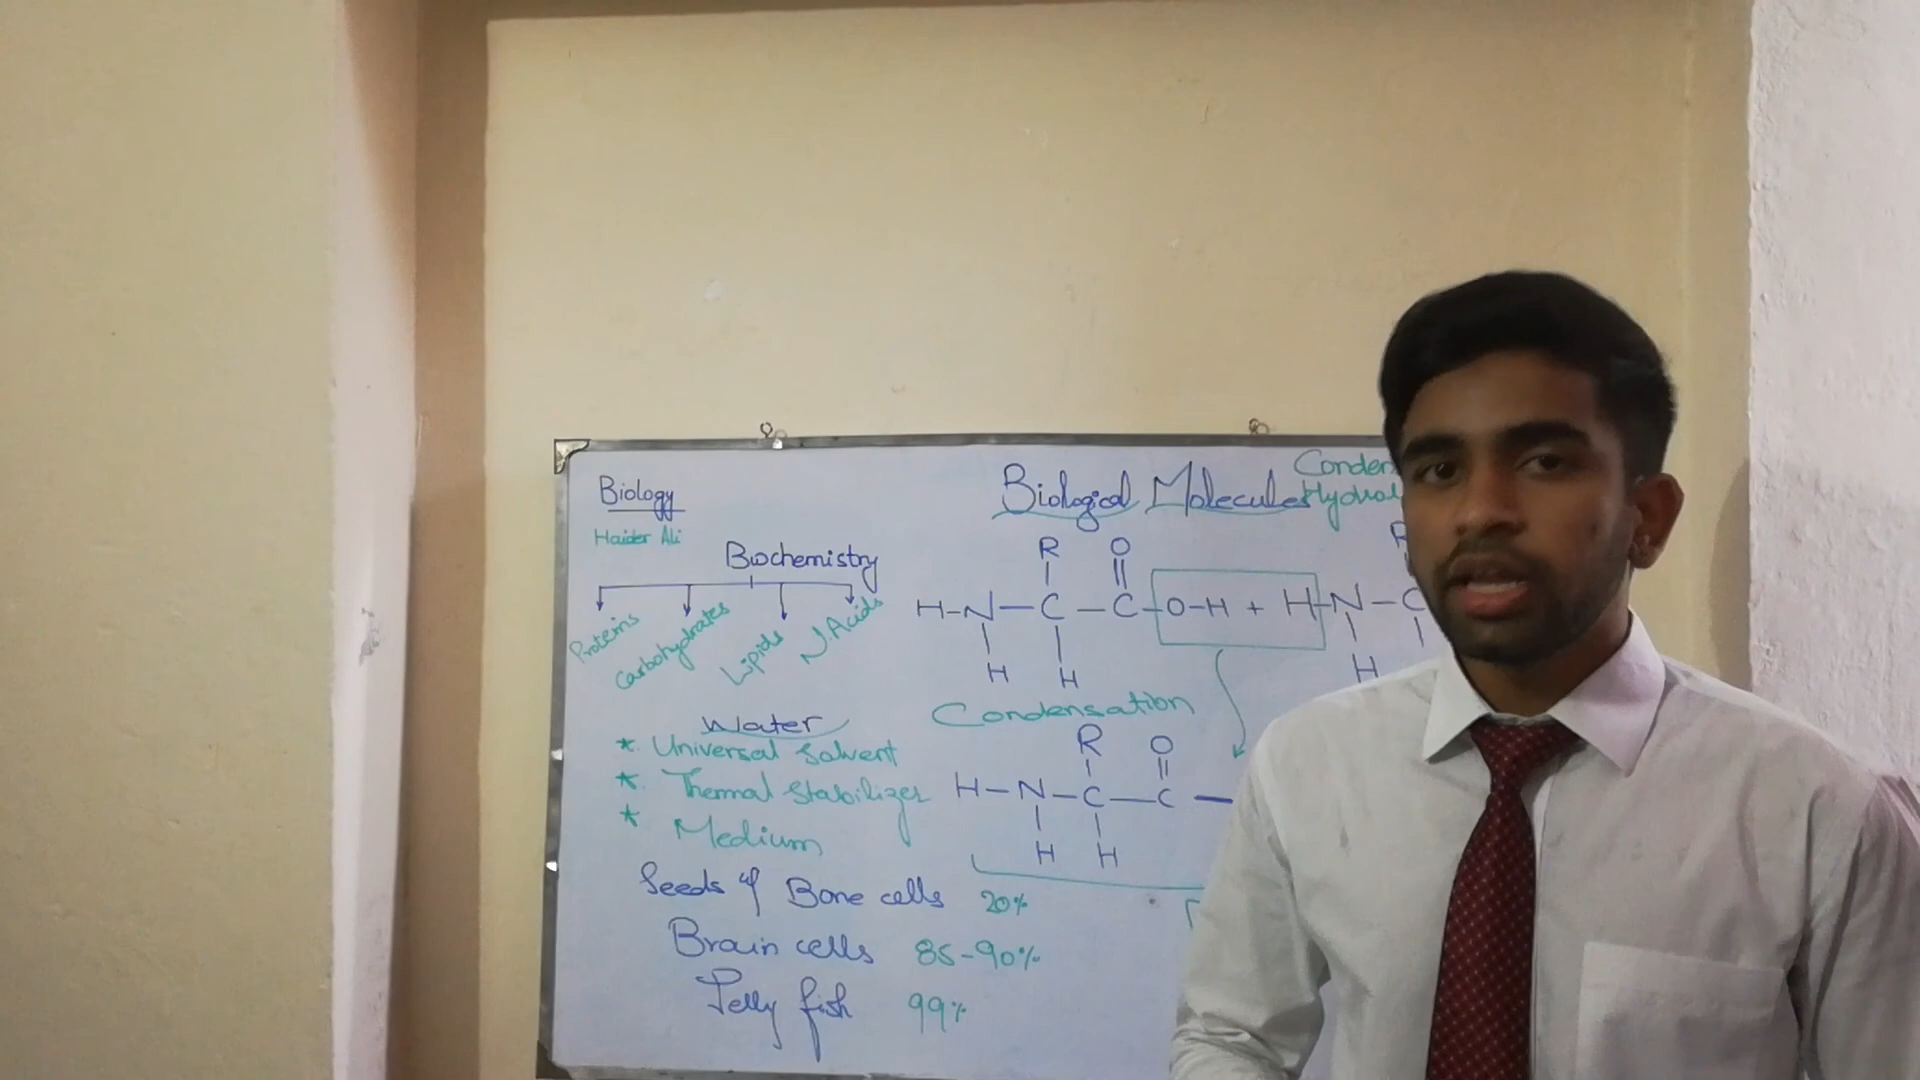 Biology
Haider Ali
Biochemistry
Proteins
Carbohydrates
Lipids
N Acids
Water
* Universal Solvent
* Thermal Stabilizer
* Medium
Seeds of Bone cells 20%
Brain cells 85-90%
Jelly fish 99%
Biological Molecules
Conden
Hydrol
R O R
H-N-C-C-O-H + H-N-C
H H H
Condensation
R O
H-N-C-C-
H H